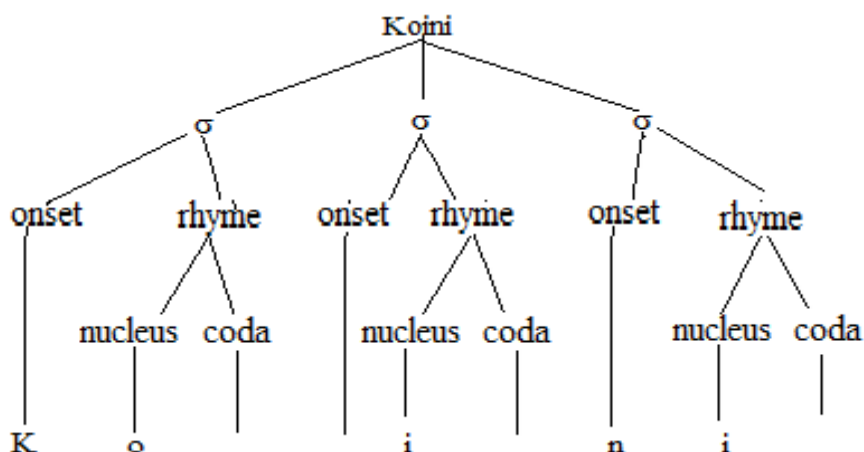 Koini
σ σ σ
onset rhyme onset rhyme onset rhyme
nucleus coda nucleus coda nucleus coda
K o i n i